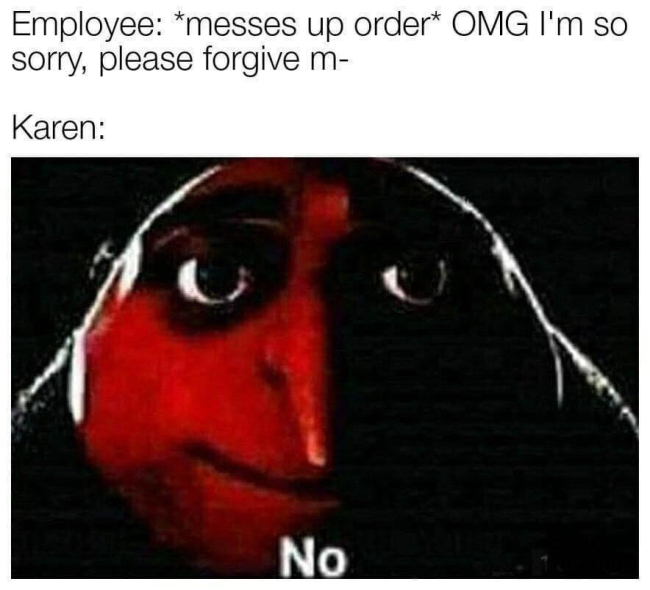 Employee: *messes up order* OMG I'm so
sorry, please forgive m-
Karen:
No